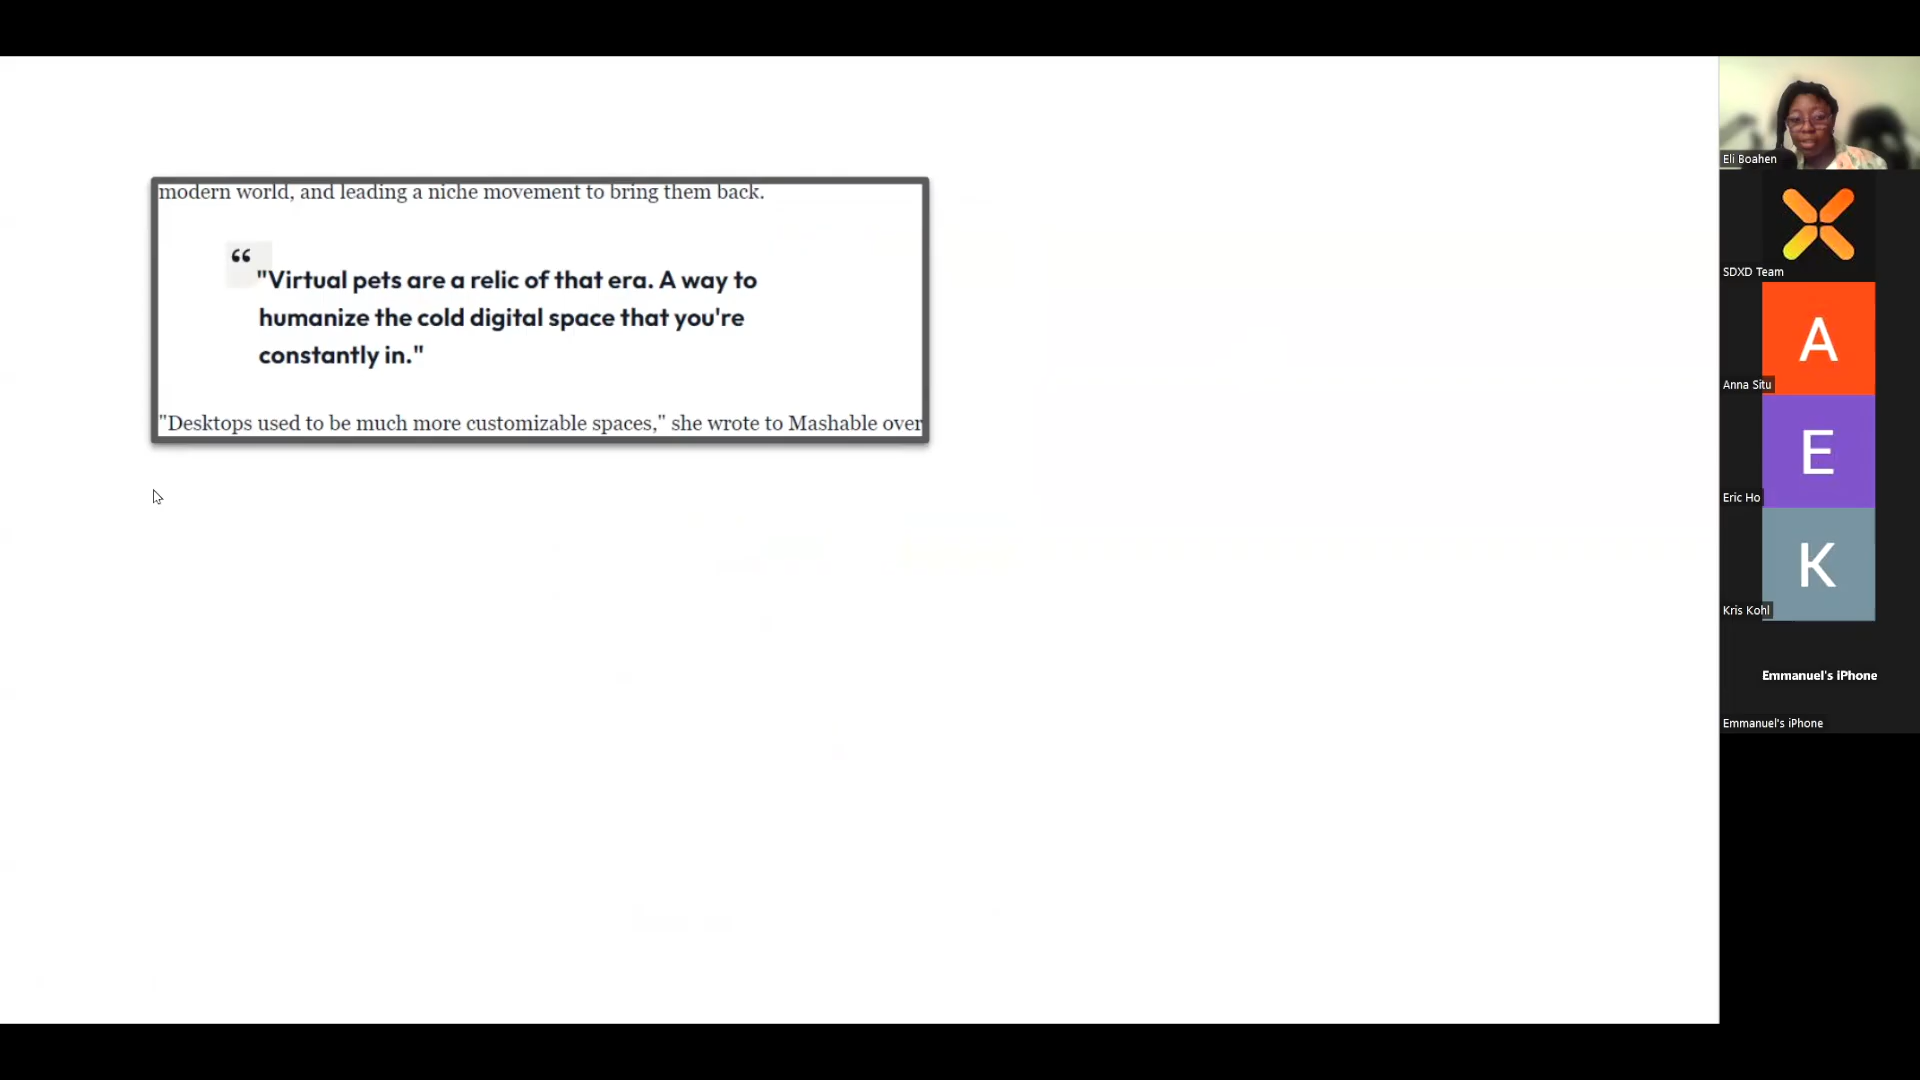 modern world, and leading a niche movement to bring them back.
“
"Virtual pets are a relic of that era. A way to
humanize the cold digital space that you're
constantly in."
"Desktops used to be much more customizable spaces," she wrote to Mashable over
Eli Boahen
SDXD Team
A
Anna Situ
E
Eric Ho
K
Kris Kohl
Emmanuel's iPhone
Emmanuel's iPhone